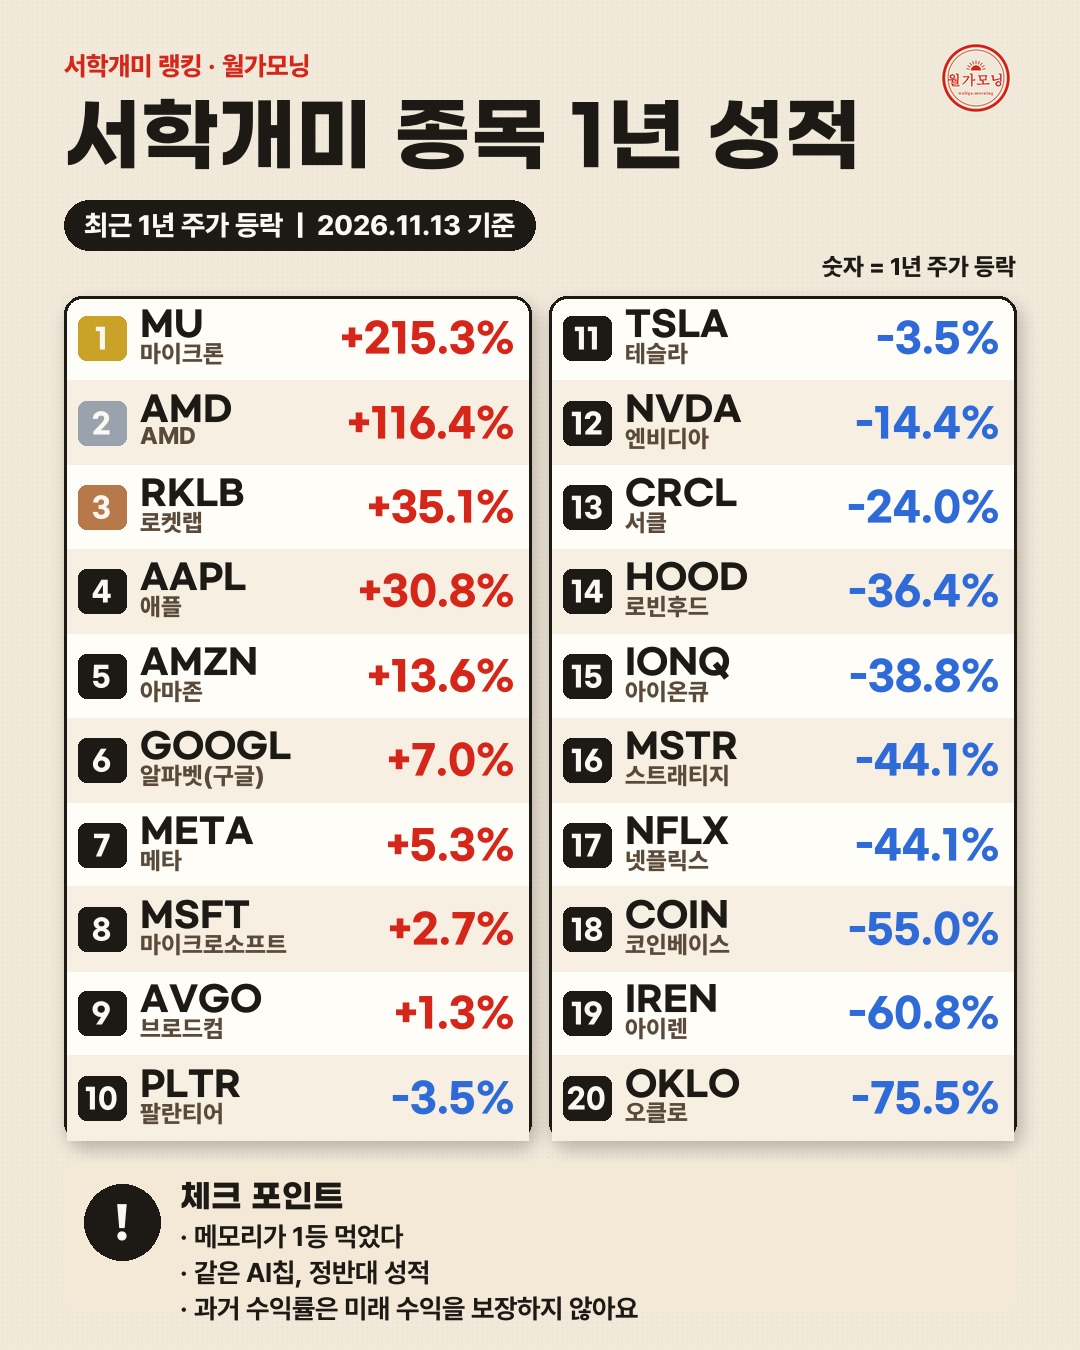 서학개미 랭킹 · 월가모닝
월가모닝
wallga.morning
서학개미 종목 1년 성적
최근 1년 주가 등락 | 2026.11.13 기준
숫자 = 1년 주가 등락
1 MU +215.3%
마이크론
2 AMD +116.4%
AMD
3 RKLB +35.1%
로켓랩
4 AAPL +30.8%
애플
5 AMZN +13.6%
아마존
6 GOOGL +7.0%
알파벳(구글)
7 META +5.3%
메타
8 MSFT +2.7%
마이크로소프트
9 AVGO +1.3%
브로드컴
10 PLTR -3.5%
팔란티어
11 TSLA -3.5%
테슬라
12 NVDA -14.4%
엔비디아
13 CRCL -24.0%
서클
14 HOOD -36.4%
로빈후드
15 IONQ -38.8%
아이온큐
16 MSTR -44.1%
스트래티지
17 NFLX -44.1%
넷플릭스
18 COIN -55.0%
코인베이스
19 IREN -60.8%
아이렌
20 OKLO -75.5%
오클로
! 체크 포인트
· 메모리가 1등 먹었다
· 같은 AI칩, 정반대 성적
· 과거 수익률은 미래 수익을 보장하지 않아요